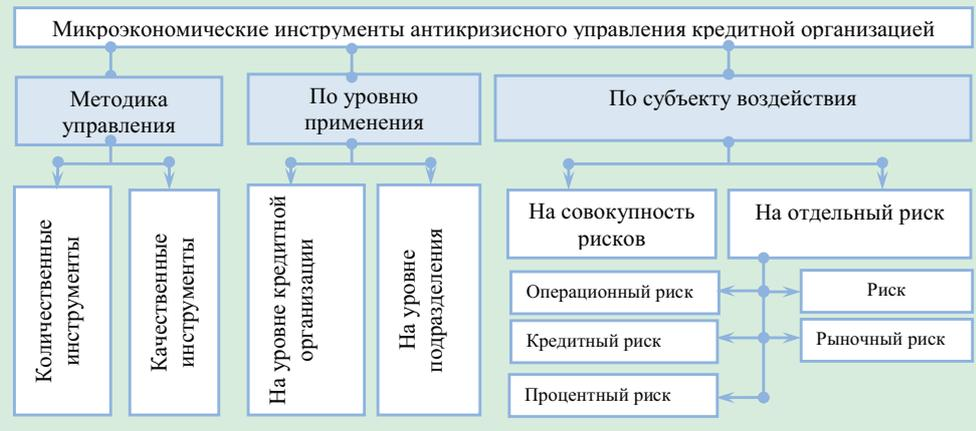 Микроэкономические инструменты антикризисного управления кредитной организацией
Методика
управления
По уровню
применения
По субъекту воздействия
Количественные
инструменты
Качественные
инструменты
На уровне кредитной
организации
На уровне
подразделения
На совокупность
рисков
На отдельный риск
Операционный риск
Риск
Кредитный риск
Рыночный риск
Процентный риск